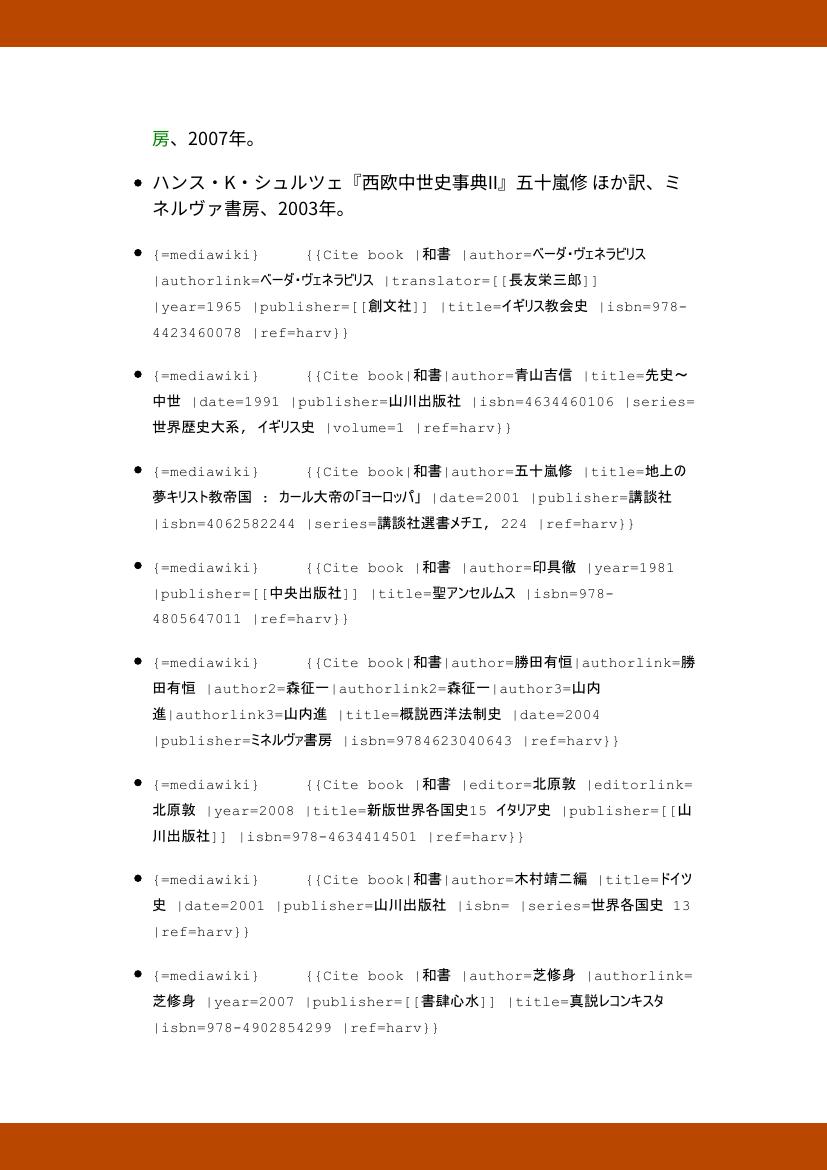 房、2007年。
● ハンス・K・シュルツェ『西欧中世史事典II』五十嵐修 ほか訳、ミ
ネルヴァ書房、2003年。
● {=mediawiki} {{Cite book |和書 |author=ベーダ・ヴェネラビリス
|authorlink=ベーダ・ヴェネラビリス |translator=[[長友栄三郎]]
|year=1965 |publisher=[[創文社]] |title=イギリス教会史 |isbn=978-
4423460078 |ref=harv}}
● {=mediawiki} {{Cite book|和書|author=青山吉信 |title=先史～
中世 |date=1991 |publisher=山川出版社 |isbn=4634460106 |series=
世界歴史大系, イギリス史 |volume=1 |ref=harv}}
● {=mediawiki} {{Cite book|和書|author=五十嵐修 |title=地上の
夢キリスト教帝国 : カール大帝の「ヨーロッパ」 |date=2001 |publisher=講談社
|isbn=4062582244 |series=講談社選書メチエ, 224 |ref=harv}}
● {=mediawiki} {{Cite book |和書 |author=印具徹 |year=1981
|publisher=[[中央出版社]] |title=聖アンセルムス |isbn=978-
4805647011 |ref=harv}}
● {=mediawiki} {{Cite book|和書|author=勝田有恒|authorlink=勝
田有恒 |author2=森征一|authorlink2=森征一|author3=山内
進|authorlink3=山内進 |title=概説西洋法制史 |date=2004
|publisher=ミネルヴァ書房 |isbn=9784623040643 |ref=harv}}
● {=mediawiki} {{Cite book |和書 |editor=北原敦 |editorlink=
北原敦 |year=2008 |title=新版世界各国史15 イタリア史 |publisher=[[山
川出版社]] |isbn=978-4634414501 |ref=harv}}
● {=mediawiki} {{Cite book|和書|author=木村靖二編 |title=ドイツ
史 |date=2001 |publisher=山川出版社 |isbn= |series=世界各国史 13
|ref=harv}}
● {=mediawiki} {{Cite book |和書 |author=芝修身 |authorlink=
芝修身 |year=2007 |publisher=[[書肆心水]] |title=真説レコンキスタ
|isbn=978-4902854299 |ref=harv}}